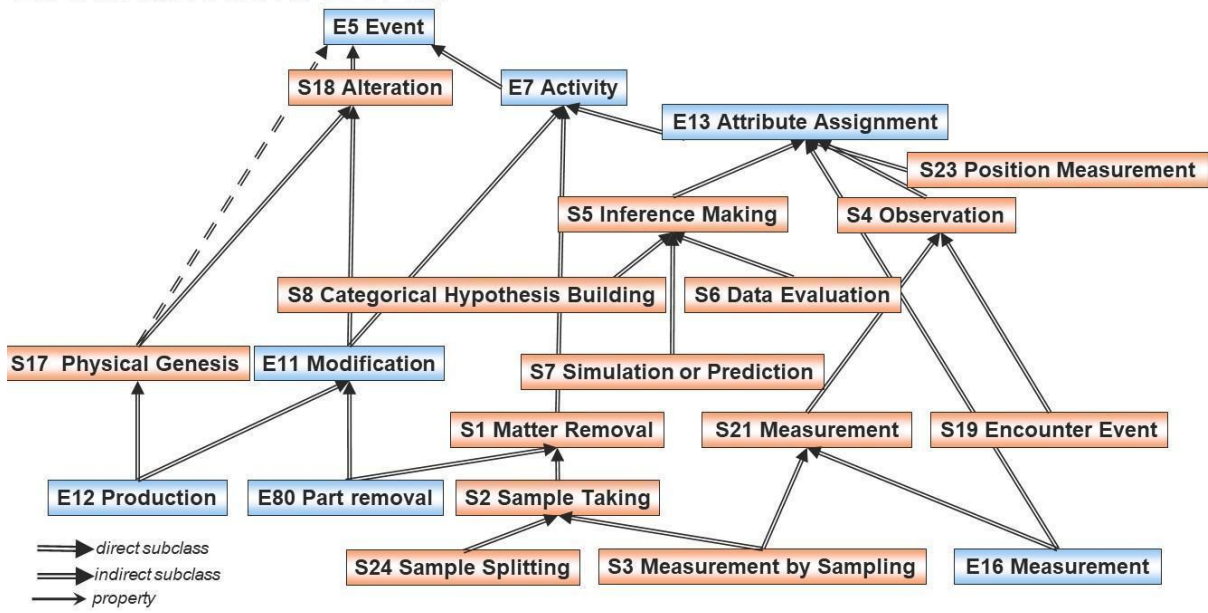 E5 Event
S18 Alteration
E7 Activity
E13 Attribute Assignment
S23 Position Measurement
S5 Inference Making
S4 Observation
S8 Categorical Hypothesis Building
S6 Data Evaluation
S17 Physical Genesis
E11 Modification
S7 Simulation or Prediction
S1 Matter Removal
S21 Measurement
S19 Encounter Event
E12 Production
E80 Part removal
S2 Sample Taking
direct subclass
S24 Sample Splitting
S3 Measurement by Sampling
E16 Measurement
indirect subclass
property